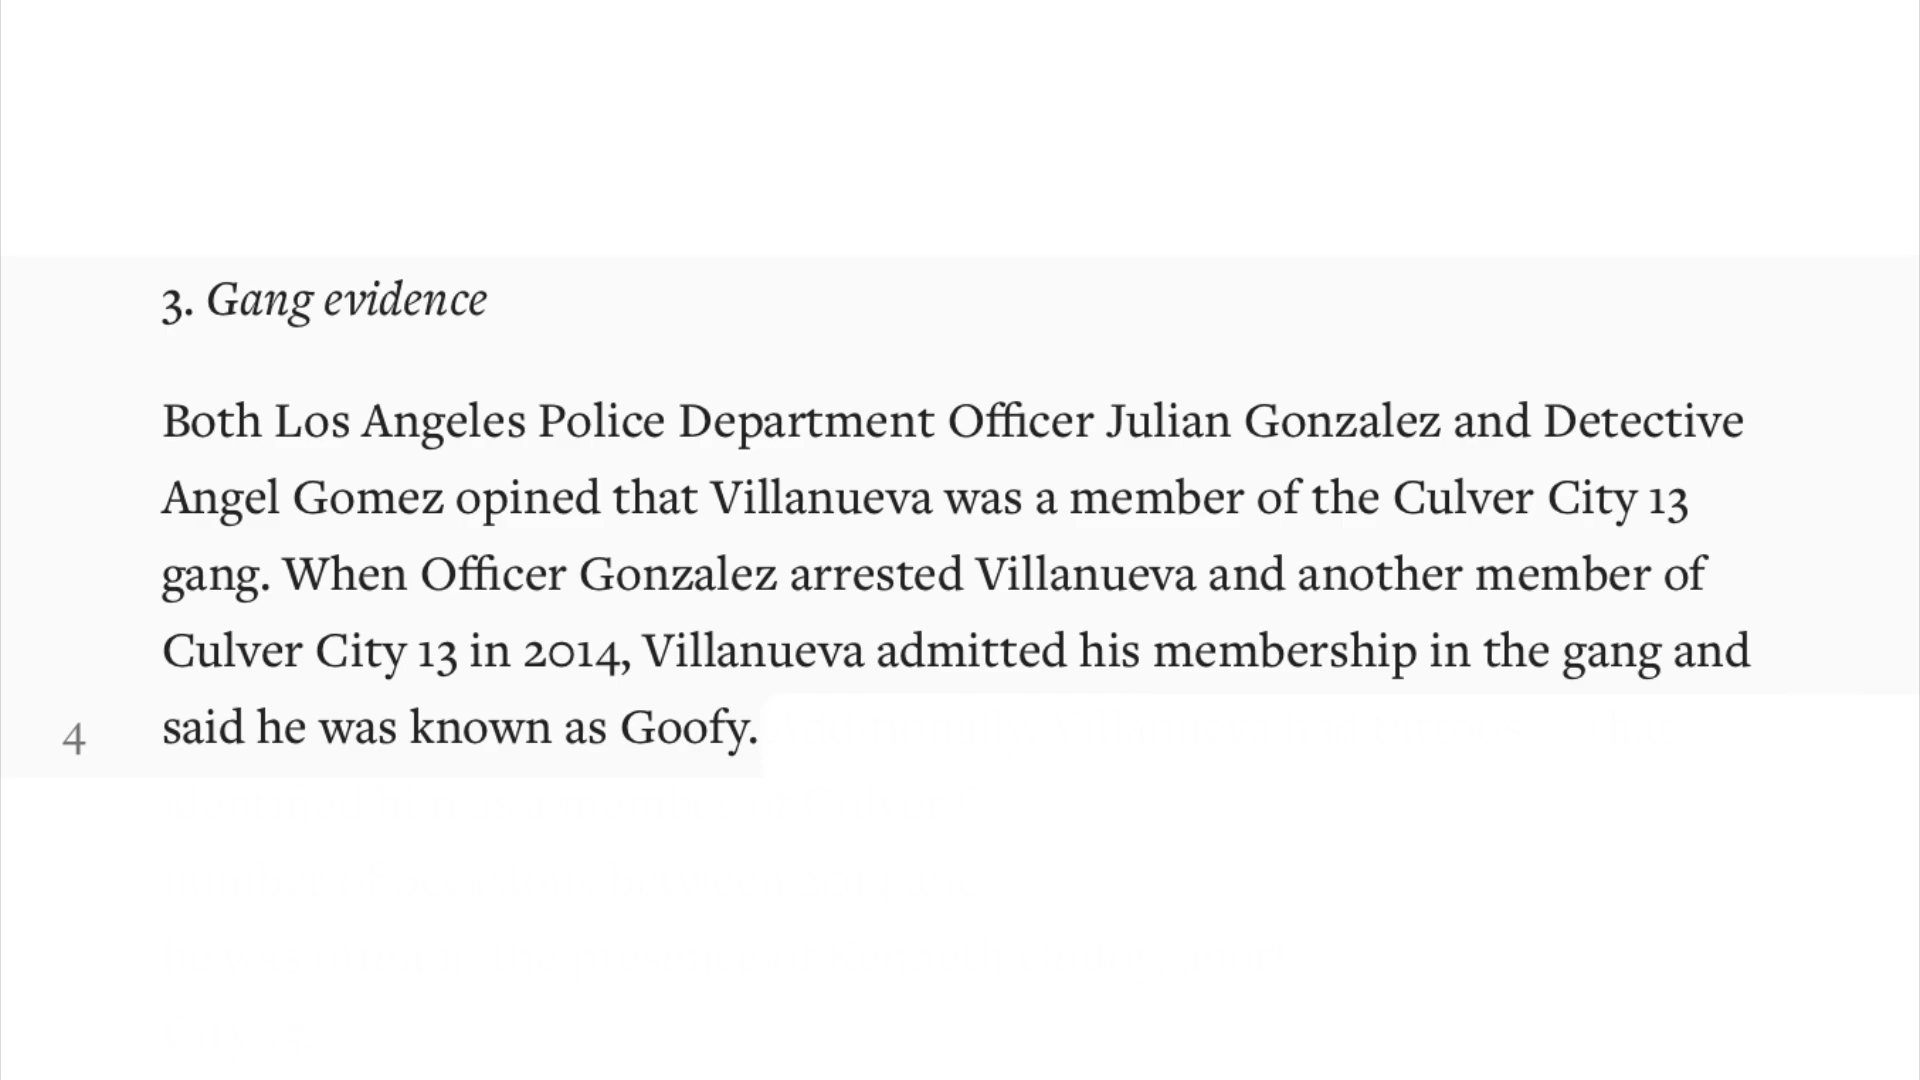 3. Gang evidence
Both Los Angeles Police Department Officer Julian Gonzalez and Detective
Angel Gomez opined that Villanueva was a member of the Culver City 13
gang. When Officer Gonzalez arrested Villanueva and another member of
Culver City 13 in 2014, Villanueva admitted his membership in the gang and
4 said he was known as Goofy.